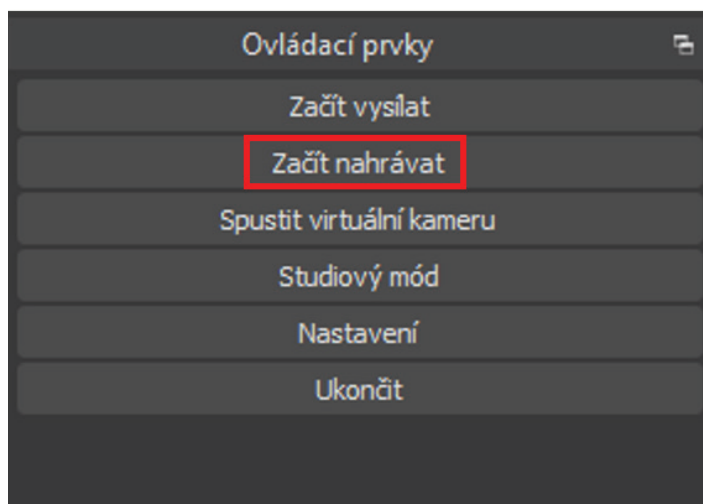 Ovládací prvky
Začít vysílat
Začít nahrávat
Spustit virtuální kameru
Studiový mód
Nastavení
Ukončit